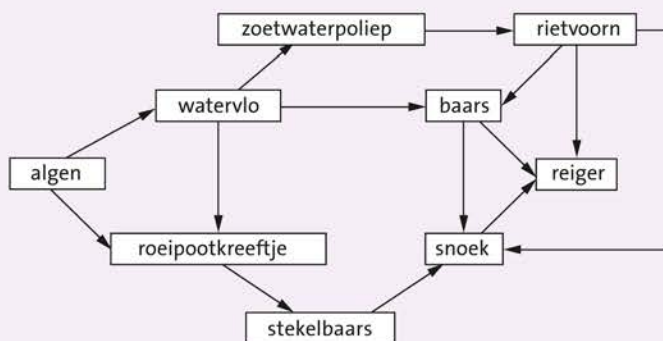 zoetwaterpoliep
rietvoorn
watervlo
baars
algen
reiger
roeipootkreeftje
snoek
stekelbaars